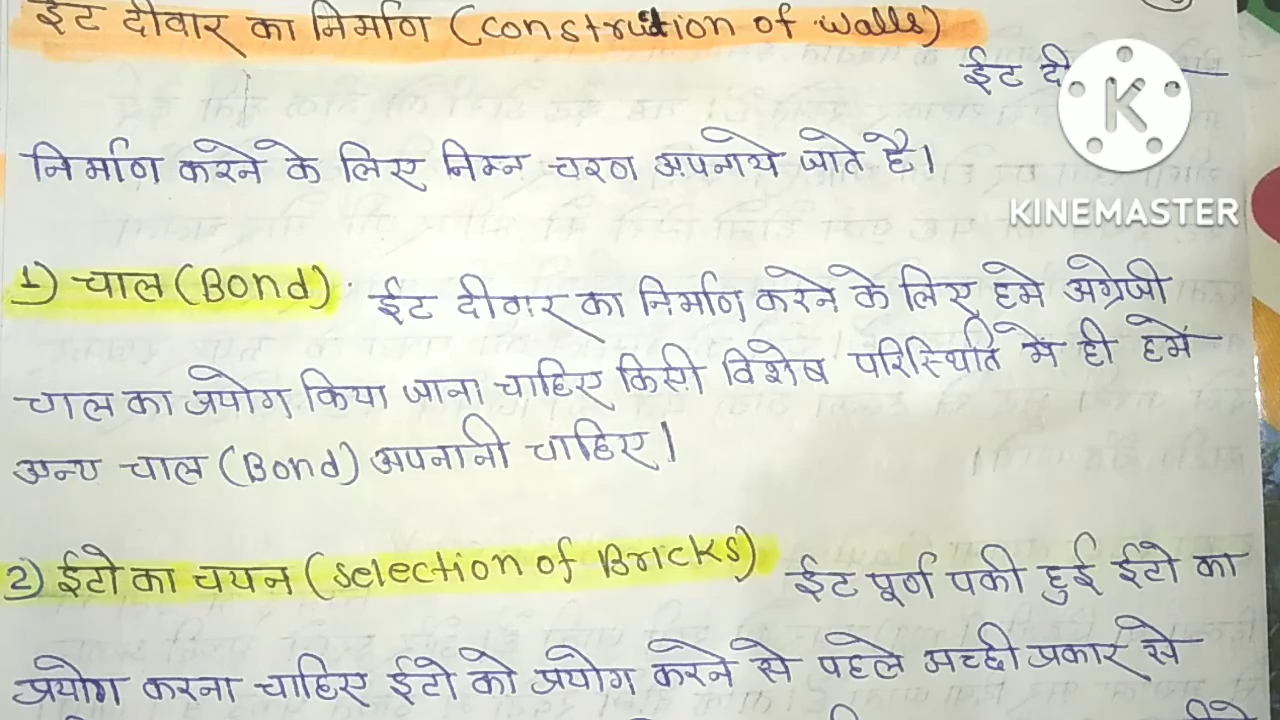 ईट दीवार का निर्माण (construction of walls)
ईट
निर्माण करने के लिए निम्न चरण अपनाये जाते है।
KINEMASTER
1) चाल (Bond). ईट दीवार का निर्माण करने के लिए हमे अंग्रेजी
चाल का प्रयोग किया जाना चाहिए किसी विशेष परिस्थिति मे ही हमें
अन्य चाल (Bond) अपनानी चाहिए।
2) ईटो का चयन (selection of Bricks) ईट पूर्ण पकी हुई ईटो का
प्रयोग करना चाहिए ईटो को प्रयोग करने से पहले अच्छी प्रकार से